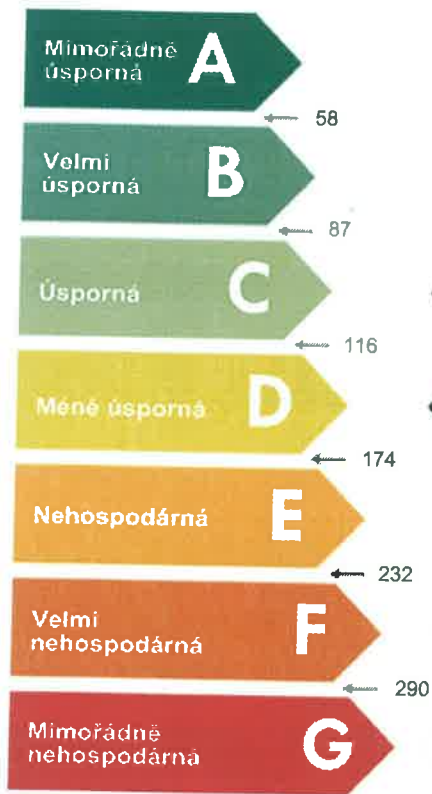 Mimořádně
úsporná
A
58
Velmi
úsporná
B
87
Úsporná
C
116
Méně úsporná
D
174
Nehospodárná
E
232
Velmi
nehospodárná
F
290
Mimořádně
nehospodárná
G